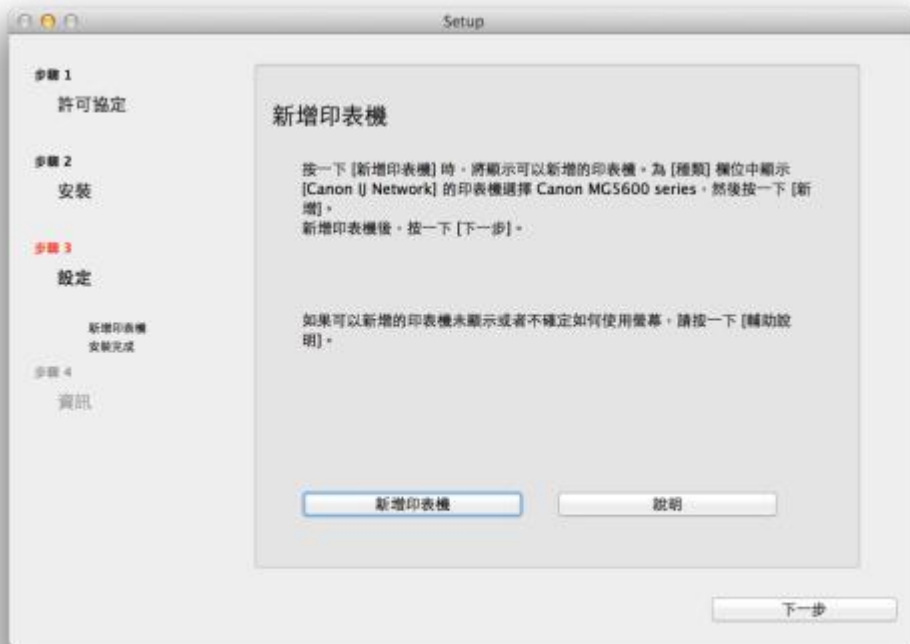 Setup
步驟 1
許可協定
步驟 2
安裝
步驟 3
設定
新增印表機
安裝完成
步驟 4
資訊
新增印表機
按一下 [新增印表機] 時，將顯示可以新增的印表機。為 [種類] 欄位中顯示
[Canon IJ Network] 的印表機選擇 Canon MG5600 series，然後按一下 [新
增]。
新增印表機後，按一下 [下一步]。
如果可以新增的印表機未顯示或者不確定如何使用螢幕，請按一下 [輔助說
明]。
新增印表機
說明
下一步